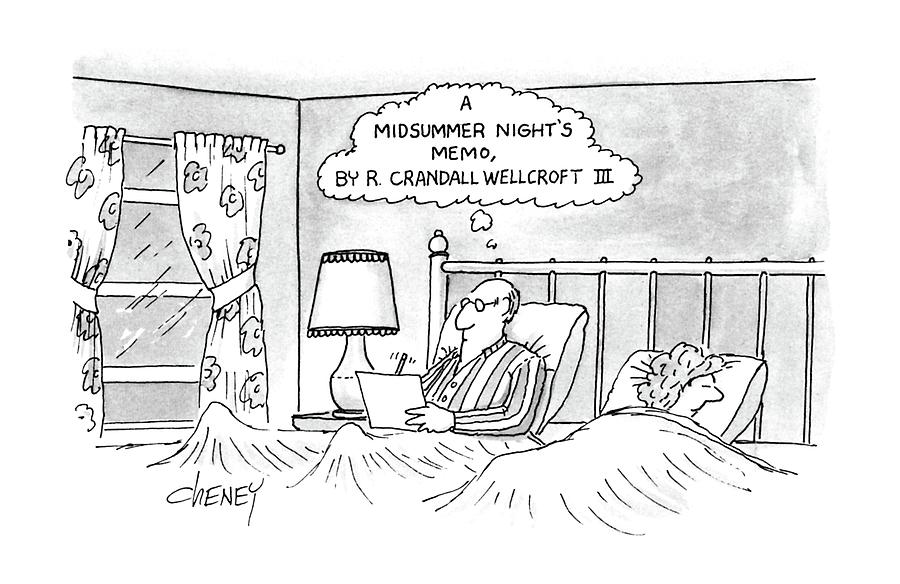 A
MIDSUMMER NIGHT'S
MEMO,
BY R. CRANDALL WELLCROFT III
CHENEY